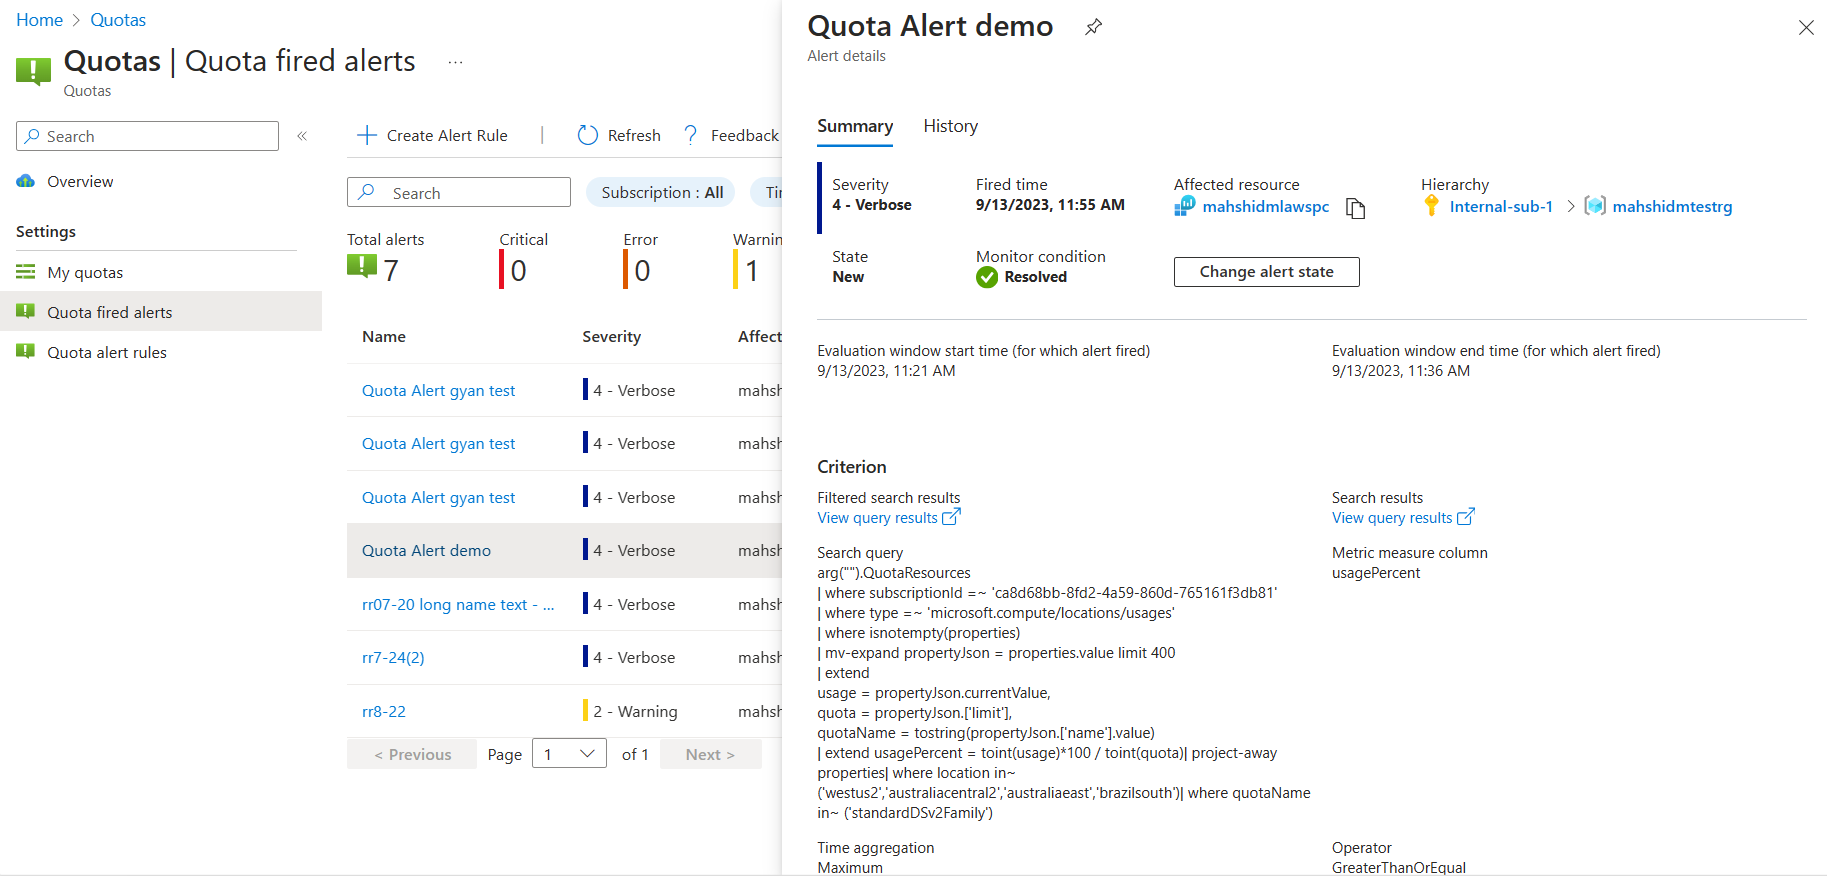 Home > Quotas
Quotas | Quota fired alerts ...
Quotas
Search «
Overview
Settings
My quotas
Quota fired alerts
Quota alert rules
Create Alert Rule | Refresh ? Feedback
Search Subscription : All
Total alerts Critical Error
7 0 0 1
Name Severity
Quota Alert gyan test 4 - Verbose
Quota Alert gyan test 4 - Verbose
Quota Alert gyan test 4 - Verbose
Quota Alert demo 4 - Verbose
rr07-20 long name text - ... 4 - Verbose
rr7-24(2) 4 - Verbose
rr8-22 2 - Warning
< Previous Page 1 of 1 Next >
Quota Alert demo
Alert details
Summary History
Severity Fired time Affected resource Hierarchy
4 - Verbose 9/13/2023, 11:55 AM mahshidmlawspc Internal-sub-1 > mahshidmtestrg
State Monitor condition
New Resolved Change alert state
Evaluation window start time (for which alert fired) Evaluation window end time (for which alert fired)
9/13/2023, 11:21 AM 9/13/2023, 11:36 AM
Criterion
Filtered search results Search results
View query results View query results
Search query Metric measure column
arg("").QuotaResources usagePercent
| where subscriptionId =~ 'ca8d68bb-8fd2-4a59-860d-765161f3db81'
| where type =~ 'microsoft.compute/locations/usages'
| where isnotempty(properties)
| mv-expand propertyJson = properties.value limit 400
| extend
usage = propertyJson.currentValue,
quota = propertyJson.['limit'],
quotaName = tostring(propertyJson.['name'].value)
| extend usagePercent = toint(usage)*100 / toint(quota)| project-away
properties| where location in~
('westus2','australiacentral2','australiaeast','brazilsouth')| where quotaName
in~ ('standardDSv2Family')
Time aggregation Operator
Maximum GreaterThanOrEqual